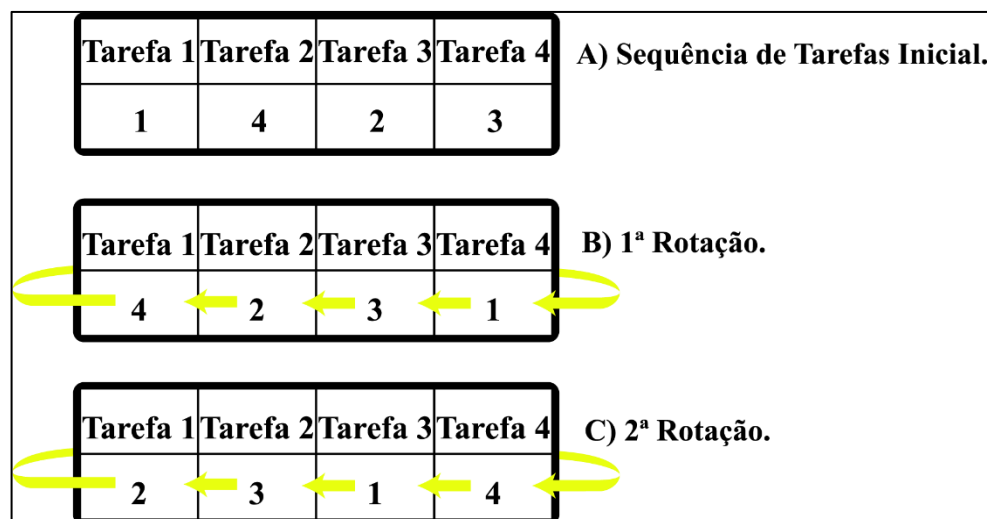 Tarefa 1 Tarefa 2 Tarefa 3 Tarefa 4 A) Sequência de Tarefas Inicial.
1 4 2 3
Tarefa 1 Tarefa 2 Tarefa 3 Tarefa 4 B) 1ª Rotação.
4 2 3 1
Tarefa 1 Tarefa 2 Tarefa 3 Tarefa 4 C) 2ª Rotação.
2 3 1 4